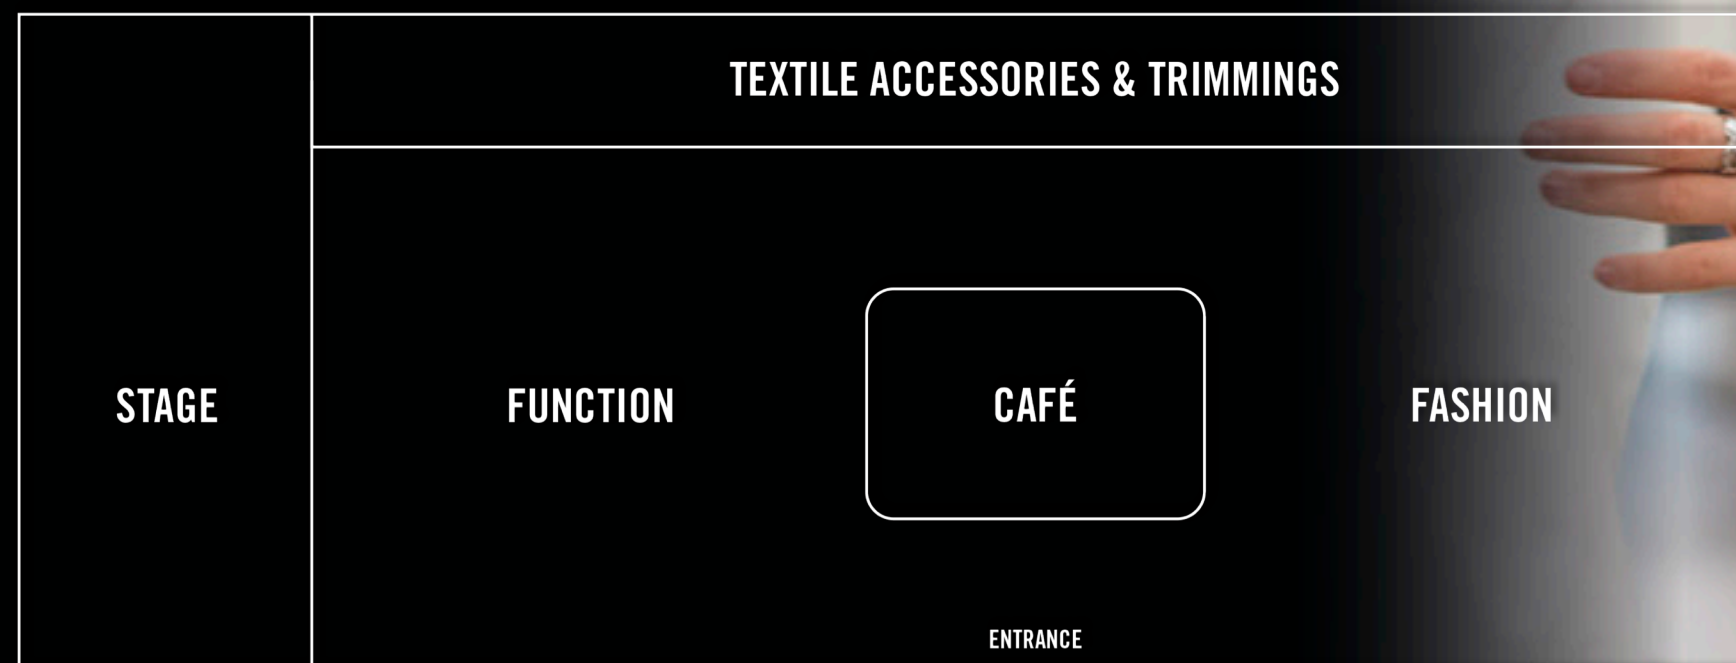 TEXTILE ACCESSORIES & TRIMMINGS
STAGE
FUNCTION
CAFÉ
FASHION
ENTRANCE